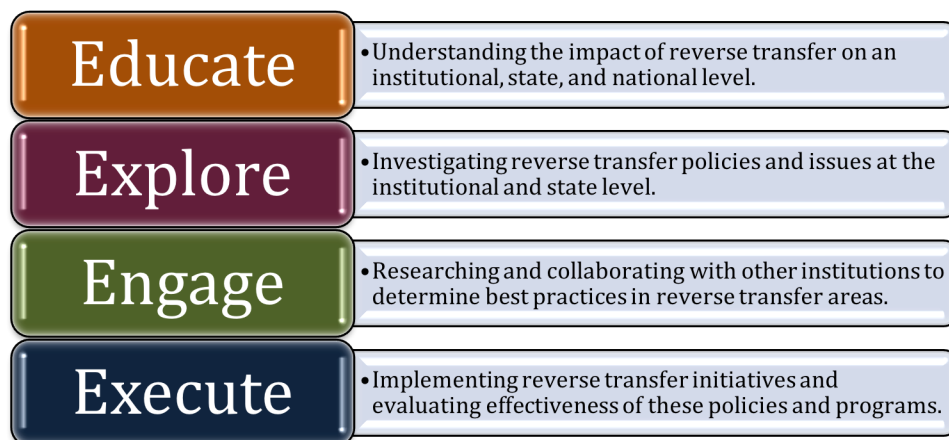 Educate
•Understanding the impact of reverse transfer on an
institutional, state, and national level.
Explore
•Investigating reverse transfer policies and issues at the
institutional and state level.
Engage
•Researching and collaborating with other institutions to
determine best practices in reverse transfer areas.
Execute
•Implementing reverse transfer initiatives and
evaluating effectiveness of these policies and programs.